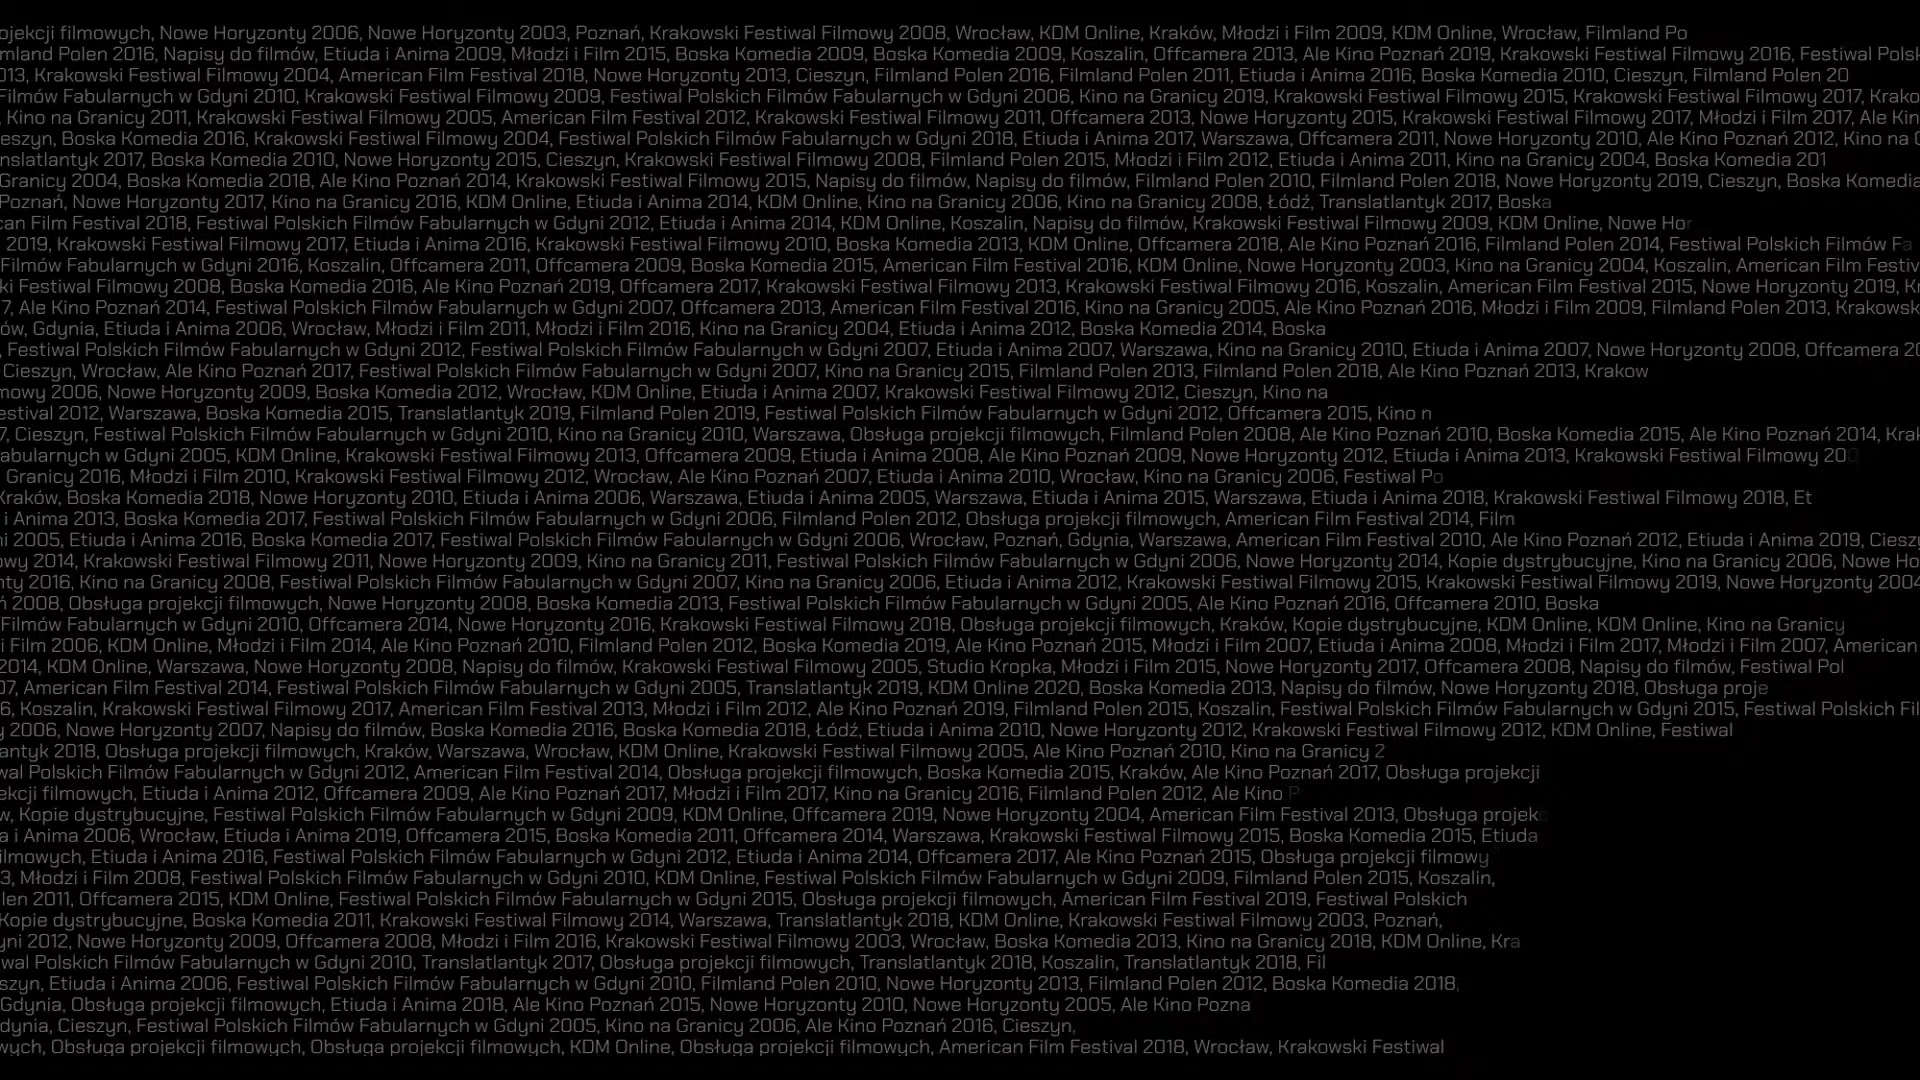 ojekcji filmowych, Nowe Horyzonty 2006, Nowe Horyzonty 2003, Poznań, Krakowski Festiwal Filmowy 2008, Wrocław, KDM Online, Kraków, Młodzi i Film 2009, KDM Online, Wrocław, Filmland Po
mland Polen 2016, Napisy do filmów, Etiuda i Anima 2009, Młodzi i Film 2015, Boska Komedia 2009, Boska Komedia 2009, Koszalin, Offcamera 2013, Ale Kino Poznań 2019, Krakowski Festiwal Filmowy 2016, Festiwal Polsk
013, Krakowski Festiwal Filmowy 2004, American Film Festival 2018, Nowe Horyzonty 2013, Cieszyn, Filmland Polen 2016, Filmland Polen 2011, Etiuda i Anima 2016, Boska Komedia 2010, Cieszyn, Filmland Polen 20
Filmów Fabularnych w Gdyni 2010, Krakowski Festiwal Filmowy 2009, Festiwal Polskich Filmów Fabularnych w Gdyni 2006, Kino na Granicy 2019, Krakowski Festiwal Filmowy 2015, Krakowski Festiwal Filmowy 2017, Krako
, Kino na Granicy 2011, Krakowski Festiwal Filmowy 2005, American Film Festival 2012, Krakowski Festiwal Filmowy 2011, Offcamera 2013, Nowe Horyzonty 2015, Krakowski Festiwal Filmowy 2017, Młodzi i Film 2017, Ale Kin
eszyn, Boska Komedia 2016, Krakowski Festiwal Filmowy 2004, Festiwal Polskich Filmów Fabularnych w Gdyni 2018, Etiuda i Anima 2017, Warszawa, Offcamera 2011, Nowe Horyzonty 2010, Ale Kino Poznań 2012, Kino na G
nslatlantyk 2017, Boska Komedia 2010, Nowe Horyzonty 2015, Cieszyn, Krakowski Festiwal Filmowy 2008, Filmland Polen 2015, Młodzi i Film 2012, Etiuda i Anima 2011, Kino na Granicy 2004, Boska Komedia 201
Granicy 2004, Boska Komedia 2018, Ale Kino Poznań 2014, Krakowski Festiwal Filmowy 2015, Napisy do filmów, Napisy do filmów, Filmland Polen 2010, Filmland Polen 2018, Nowe Horyzonty 2019, Cieszyn, Boska Komedia
Poznań, Nowe Horyzonty 2017, Kino na Granicy 2016, KDM Online, Etiuda i Anima 2014, KDM Online, Kino na Granicy 2006, Kino na Granicy 2008, Łódź, Translatlantyk 2017, Boska
can Film Festival 2018, Festiwal Polskich Filmów Fabularnych w Gdyni 2012, Etiuda i Anima 2014, KDM Online, Koszalin, Napisy do filmów, Krakowski Festiwal Filmowy 2009, KDM Online, Nowe Hor
2019, Krakowski Festiwal Filmowy 2017, Etiuda i Anima 2016, Krakowski Festiwal Filmowy 2010, Boska Komedia 2013, KDM Online, Offcamera 2018, Ale Kino Poznań 2016, Filmland Polen 2014, Festiwal Polskich Filmów Fa
Filmów Fabularnych w Gdyni 2016, Koszalin, Offcamera 2011, Offcamera 2009, Boska Komedia 2015, American Film Festival 2016, KDM Online, Nowe Horyzonty 2003, Kino na Granicy 2004, Koszalin, American Film Festiv
ki Festiwal Filmowy 2008, Boska Komedia 2016, Ale Kino Poznań 2019, Offcamera 2017, Krakowski Festiwal Filmowy 2013, Krakowski Festiwal Filmowy 2016, Koszalin, American Film Festival 2015, Nowe Horyzonty 2019, Kr
7, Ale Kino Poznań 2014, Festiwal Polskich Filmów Fabularnych w Gdyni 2007, Offcamera 2013, American Film Festival 2016, Kino na Granicy 2005, Ale Kino Poznań 2016, Młodzi i Film 2009, Filmland Polen 2013, Krakowsk
ów, Gdynia, Etiuda i Anima 2006, Wrocław, Młodzi i Film 2011, Młodzi i Film 2016, Kino na Granicy 2004, Etiuda i Anima 2012, Boska Komedia 2014, Boska
, Festiwal Polskich Filmów Fabularnych w Gdyni 2012, Festiwal Polskich Filmów Fabularnych w Gdyni 2007, Etiuda i Anima 2007, Warszawa, Kino na Granicy 2010, Etiuda i Anima 2007, Nowe Horyzonty 2008, Offcamera 20
Cieszyn, Wrocław, Ale Kino Poznań 2017, Festiwal Polskich Filmów Fabularnych w Gdyni 2007, Kino na Granicy 2015, Filmland Polen 2013, Filmland Polen 2018, Ale Kino Poznań 2013, Krakow
mowy 2006, Nowe Horyzonty 2009, Boska Komedia 2012, Wrocław, KDM Online, Etiuda i Anima 2007, Krakowski Festiwal Filmowy 2012, Cieszyn, Kino na
estival 2012, Warszawa, Boska Komedia 2015, Translatlantyk 2019, Filmland Polen 2019, Festiwal Polskich Filmów Fabularnych w Gdyni 2012, Offcamera 2015, Kino n
7, Cieszyn, Festiwal Polskich Filmów Fabularnych w Gdyni 2010, Kino na Granicy 2010, Warszawa, Obsługa projekcji filmowych, Filmland Polen 2008, Ale Kino Poznań 2010, Boska Komedia 2015, Ale Kino Poznań 2014, Krak
abularnych w Gdyni 2005, KDM Online, Krakowski Festiwal Filmowy 2013, Offcamera 2009, Etiuda i Anima 2008, Ale Kino Poznań 2009, Nowe Horyzonty 2012, Etiuda i Anima 2013, Krakowski Festiwal Filmowy 200
Granicy 2016, Młodzi i Film 2010, Krakowski Festiwal Filmowy 2012, Wrocław, Ale Kino Poznań 2007, Etiuda i Anima 2010, Wrocław, Kino na Granicy 2006, Festiwal Po
Kraków, Boska Komedia 2018, Nowe Horyzonty 2010, Etiuda i Anima 2006, Warszawa, Etiuda i Anima 2005, Warszawa, Etiuda i Anima 2015, Warszawa, Etiuda i Anima 2018, Krakowski Festiwal Filmowy 2018, Et
i Anima 2013, Boska Komedia 2017, Festiwal Polskich Filmów Fabularnych w Gdyni 2006, Filmland Polen 2012, Obsługa projekcji filmowych, American Film Festival 2014, Film
ni 2005, Etiuda i Anima 2016, Boska Komedia 2017, Festiwal Polskich Filmów Fabularnych w Gdyni 2006, Wrocław, Poznań, Gdynia, Warszawa, American Film Festival 2010, Ale Kino Poznań 2012, Etiuda i Anima 2019, Cieszy
owy 2014, Krakowski Festiwal Filmowy 2011, Nowe Horyzonty 2009, Kino na Granicy 2011, Festiwal Polskich Filmów Fabularnych w Gdyni 2006, Nowe Horyzonty 2014, Kopie dystrybucyjne, Kino na Granicy 2006, Nowe Ho
nty 2016, Kino na Granicy 2008, Festiwal Polskich Filmów Fabularnych w Gdyni 2007, Kino na Granicy 2006, Etiuda i Anima 2012, Krakowski Festiwal Filmowy 2015, Krakowski Festiwal Filmowy 2019, Nowe Horyzonty 2004
ń 2008, Obsługa projekcji filmowych, Nowe Horyzonty 2008, Boska Komedia 2013, Festiwal Polskich Filmów Fabularnych w Gdyni 2005, Ale Kino Poznań 2016, Offcamera 2010, Boska
Filmów Fabularnych w Gdyni 2010, Offcamera 2014, Nowe Horyzonty 2016, Krakowski Festiwal Filmowy 2018, Obsługa projekcji filmowych, Kraków, Kopie dystrybucyjne, KDM Online, KDM Online, Kino na Granicy
i Film 2006, KDM Online, Młodzi i Film 2014, Ale Kino Poznań 2010, Filmland Polen 2012, Boska Komedia 2019, Ale Kino Poznań 2015, Młodzi i Film 2007, Etiuda i Anima 2008, Młodzi i Film 2017, Młodzi i Film 2007, American
2014, KDM Online, Warszawa, Nowe Horyzonty 2008, Napisy do filmów, Krakowski Festiwal Filmowy 2005, Studio Kropka, Młodzi i Film 2015, Nowe Horyzonty 2017, Offcamera 2008, Napisy do filmów, Festiwal Pol
07, American Film Festival 2014, Festiwal Polskich Filmów Fabularnych w Gdyni 2005, Translatlantyk 2019, KDM Online 2020, Boska Komedia 2013, Napisy do filmów, Nowe Horyzonty 2018, Obsługa proje
6, Koszalin, Krakowski Festiwal Filmowy 2017, American Film Festival 2013, Młodzi i Film 2012, Ale Kino Poznań 2019, Filmland Polen 2015, Koszalin, Festiwal Polskich Filmów Fabularnych w Gdyni 2015, Festiwal Polskich Fil
y 2006, Nowe Horyzonty 2007, Napisy do filmów, Boska Komedia 2016, Boska Komedia 2018, Łódź, Etiuda i Anima 2010, Nowe Horyzonty 2012, Krakowski Festiwal Filmowy 2012, KDM Online, Festiwal
lantyk 2018, Obsługa projekcji filmowych, Kraków, Warszawa, Wrocław, KDM Online, Krakowski Festiwal Filmowy 2005, Ale Kino Poznań 2010, Kino na Granicy 2
wal Polskich Filmów Fabularnych w Gdyni 2012, American Film Festival 2014, Obsługa projekcji filmowych, Boska Komedia 2015, Kraków, Ale Kino Poznań 2017, Obsługa projekcji
ekcji filmowych, Etiuda i Anima 2012, Offcamera 2009, Ale Kino Poznań 2017, Młodzi i Film 2017, Kino na Granicy 2016, Filmland Polen 2012, Ale Kino P
w, Kopie dystrybucyjne, Festiwal Polskich Filmów Fabularnych w Gdyni 2009, KDM Online, Offcamera 2019, Nowe Horyzonty 2004, American Film Festival 2013, Obsługa projekc
a i Anima 2006, Wrocław, Etiuda i Anima 2019, Offcamera 2015, Boska Komedia 2011, Offcamera 2014, Warszawa, Krakowski Festiwal Filmowy 2015, Boska Komedia 2015, Etiuda
ilmowych, Etiuda i Anima 2016, Festiwal Polskich Filmów Fabularnych w Gdyni 2012, Etiuda i Anima 2014, Offcamera 2017, Ale Kino Poznań 2015, Obsługa projekcji filmowy
3, Młodzi i Film 2008, Festiwal Polskich Filmów Fabularnych w Gdyni 2010, KDM Online, Festiwal Polskich Filmów Fabularnych w Gdyni 2009, Filmland Polen 2015, Koszalin,
len 2011, Offcamera 2015, KDM Online, Festiwal Polskich Filmów Fabularnych w Gdyni 2015, Obsługa projekcji filmowych, American Film Festival 2019, Festiwal Polskich
Kopie dystrybucyjne, Boska Komedia 2011, Krakowski Festiwal Filmowy 2014, Warszawa, Translatlantyk 2018, KDM Online, Krakowski Festiwal Filmowy 2003, Poznań,
yni 2012, Nowe Horyzonty 2009, Offcamera 2008, Młodzi i Film 2016, Krakowski Festiwal Filmowy 2003, Wrocław, Boska Komedia 2013, Kino na Granicy 2018, KDM Online, Kra
wal Polskich Filmów Fabularnych w Gdyni 2010, Translatlantyk 2017, Obsługa projekcji filmowych, Translatlantyk 2018, Koszalin, Translatlantyk 2018, Fil
szyn, Etiuda i Anima 2006, Festiwal Polskich Filmów Fabularnych w Gdyni 2010, Filmland Polen 2010, Nowe Horyzonty 2013, Filmland Polen 2012, Boska Komedia 2018,
Gdynia, Obsługa projekcji filmowych, Etiuda i Anima 2018, Ale Kino Poznań 2015, Nowe Horyzonty 2010, Nowe Horyzonty 2005, Ale Kino Pozna
dynia, Cieszyn, Festiwal Polskich Filmów Fabularnych w Gdyni 2005, Kino na Granicy 2006, Ale Kino Poznań 2016, Cieszyn,
wych, Obsługa projekcji filmowych, Obsługa projekcji filmowych, KDM Online, Obsługa projekcji filmowych, American Film Festival 2018, Wrocław, Krakowski Festiwal